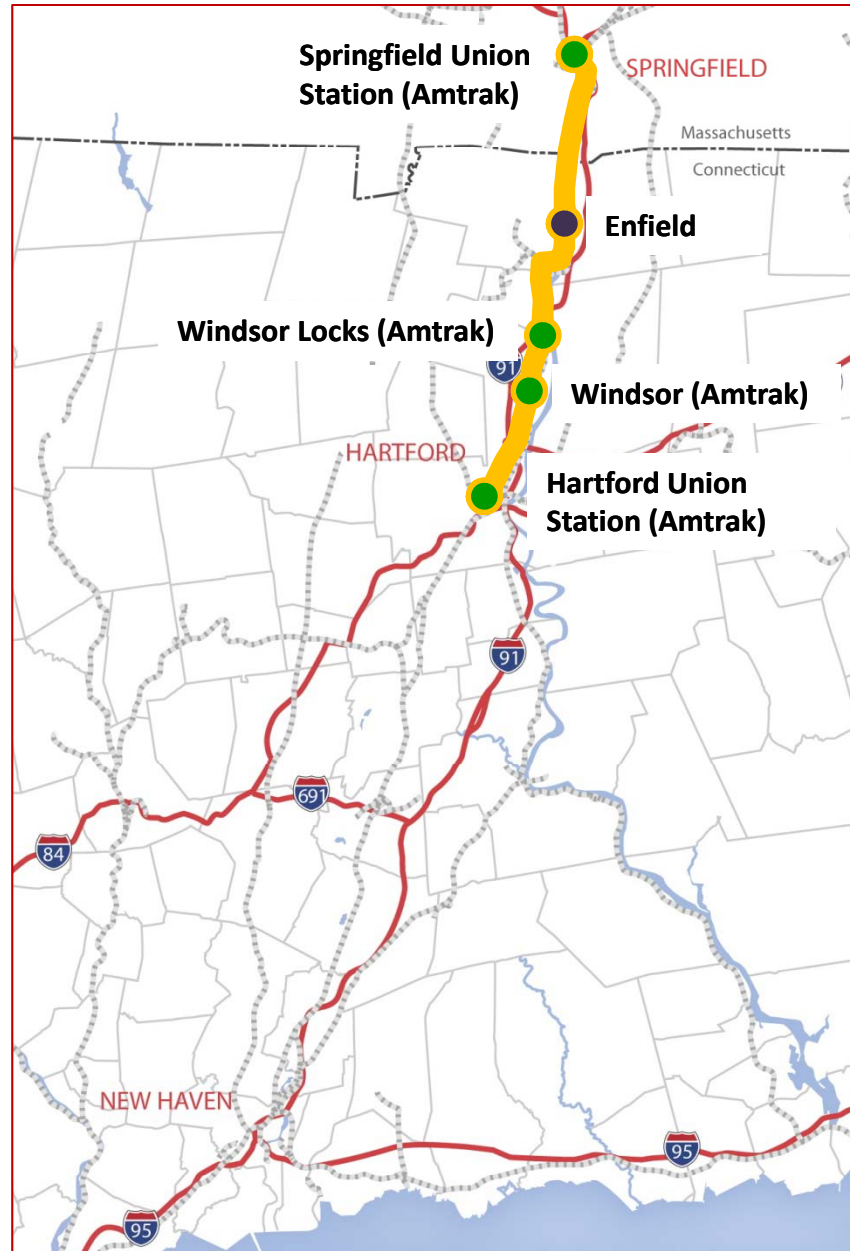 Springfield Union
Station (Amtrak)
SPRINGFIELD
Massachusetts
Connecticut
Enfield
Windsor Locks (Amtrak)
91
Windsor (Amtrak)
HARTFORD
Hartford Union
Station (Amtrak)
91
691
84
NEW HAVEN
95
95